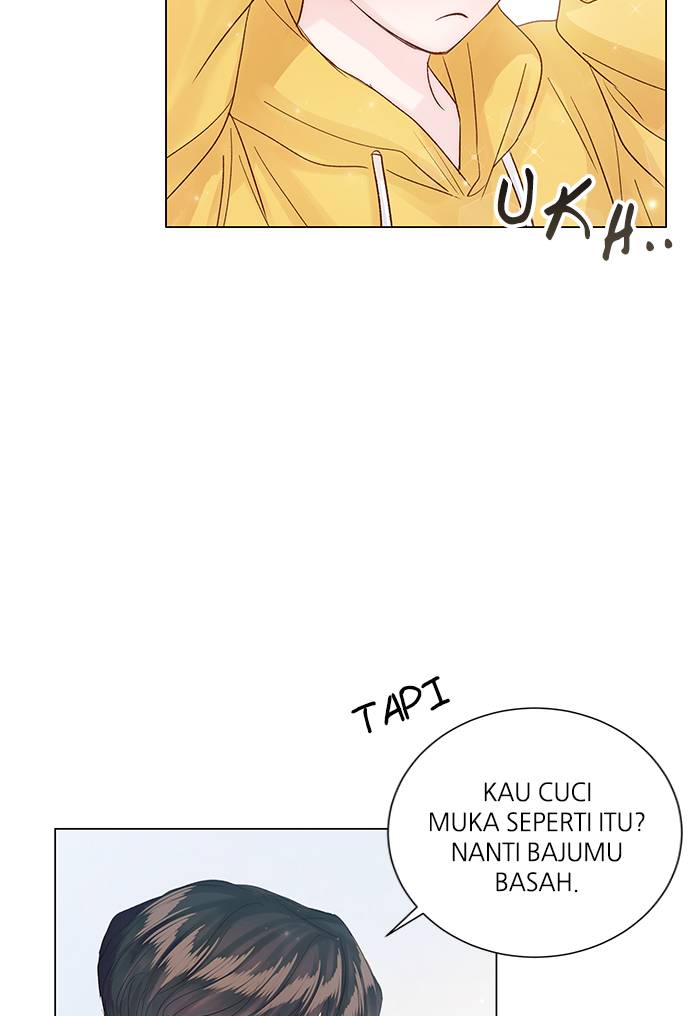 UKH..
TAPI
KAU CUCI
MUKA SEPERTI ITU?
NANTI BAJUMU
BASAH.